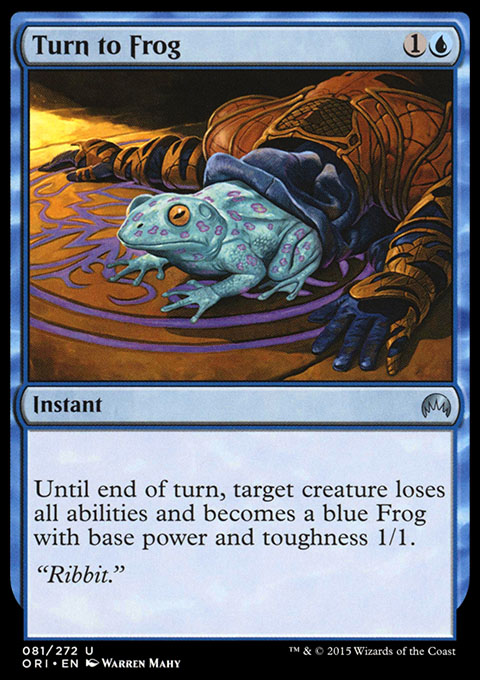 Turn to Frog 1
Instant
Until end of turn, target creature loses
all abilities and becomes a blue Frog
with base power and toughness 1/1.
“Ribbit.”
081/272 U
ORI • EN Warren Mahy
™ & © 2015 Wizards of the Coast